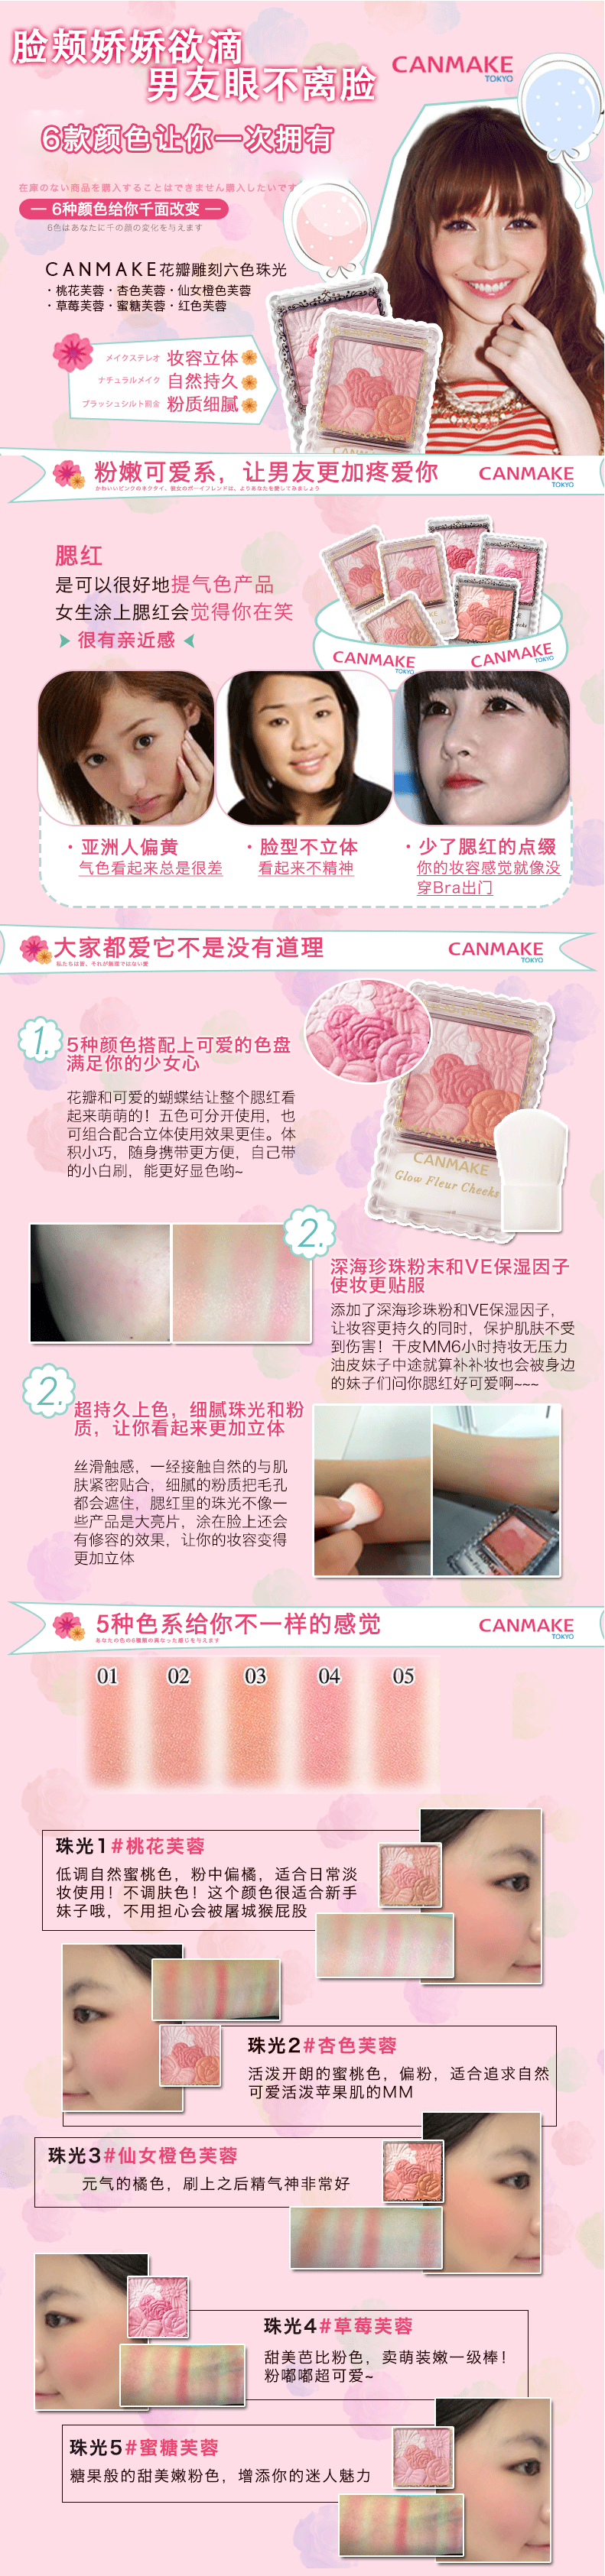 脸颊娇娇欲滴
男友眼不离脸
CANMAKE
TOKYO
6款颜色让你一次拥有
在庫のない商品を購入することはできません購入したいです
— 6种颜色给你千面改变 —
6色はあなたに千の顔の変化を与えます
CANMAKE花瓣雕刻六色珠光
·桃花芙蓉·杏色芙蓉·仙女橙色芙蓉
·草莓芙蓉·蜜糖芙蓉·红色芙蓉
メイクステレオ 妆容立体
ナチュラルメイク 自然持久
ブラッシュシルト罰金 粉质细腻
CANMAKE
粉嫩可爱系，让男友更加疼爱你
かわいいピンクのネクタイ、彼女のボーイフレンドは、よりあなたを愛してみましょう
CANMAKE
TOKYO
腮红
是可以很好地提气色产品
女生涂上腮红会觉得你在笑
很有亲近感
CANMAKE
TOKYO
CANMAKE
TOKYO
·亚洲人偏黄
气色看起来总是很差
·脸型不立体
看起来不精神
·少了腮红的点缀
你的妆容感觉就像没
穿Bra出门
大家都爱它不是没有道理
CANMAKE
TOKYO
1.
5种颜色搭配上可爱的色盘
满足你的少女心
花瓣和可爱的蝴蝶结让整个腮红看
起来萌萌的！五色可分开使用，也
可组合配合立体使用效果更佳。体
积小巧，随身携带更方便，自己带
的小白刷，能更好显色哟~
CANMAKE
Glow Fleur Cheeks
2.
深海珍珠粉末和VE保湿因子
使妆更贴服
添加了深海珍珠粉和VE保湿因子，
让妆容更持久的同时，保护肌肤不受
到伤害！干皮MM6小时持妆无压力
油皮妹子中途就算补补妆也会被身边
的妹子们问你腮红好可爱啊~~~
2.
超持久上色，细腻珠光和粉
质，让你看起来更加立体
丝滑触感，一经接触自然的与肌
肤紧密贴合，细腻的粉质把毛孔
都会遮住，腮红里的珠光不像一
些产品是大亮片，涂在脸上还会
有修容的效果，让你的妆容变得
更加立体
5种色系给你不一样的感觉
CANMAKE
TOKYO
01 02 03 04 05
珠光1#桃花芙蓉
低调自然蜜桃色，粉中偏橘，适合日常淡
妆使用！不调肤色！这个颜色很适合新手
妹子哦，不用担心会被屠城猴屁股
珠光2#杏色芙蓉
活泼开朗的蜜桃色，偏粉，适合追求自然
可爱活泼苹果肌的MM
珠光3#仙女橙色芙蓉
元气的橘色，刷上之后精气神非常好
珠光4#草莓芙蓉
甜美芭比粉色，卖萌装嫩一级棒！
粉嘟嘟超可爱~
珠光5#蜜糖芙蓉
糖果般的甜美嫩粉色，增添你的迷人魅力